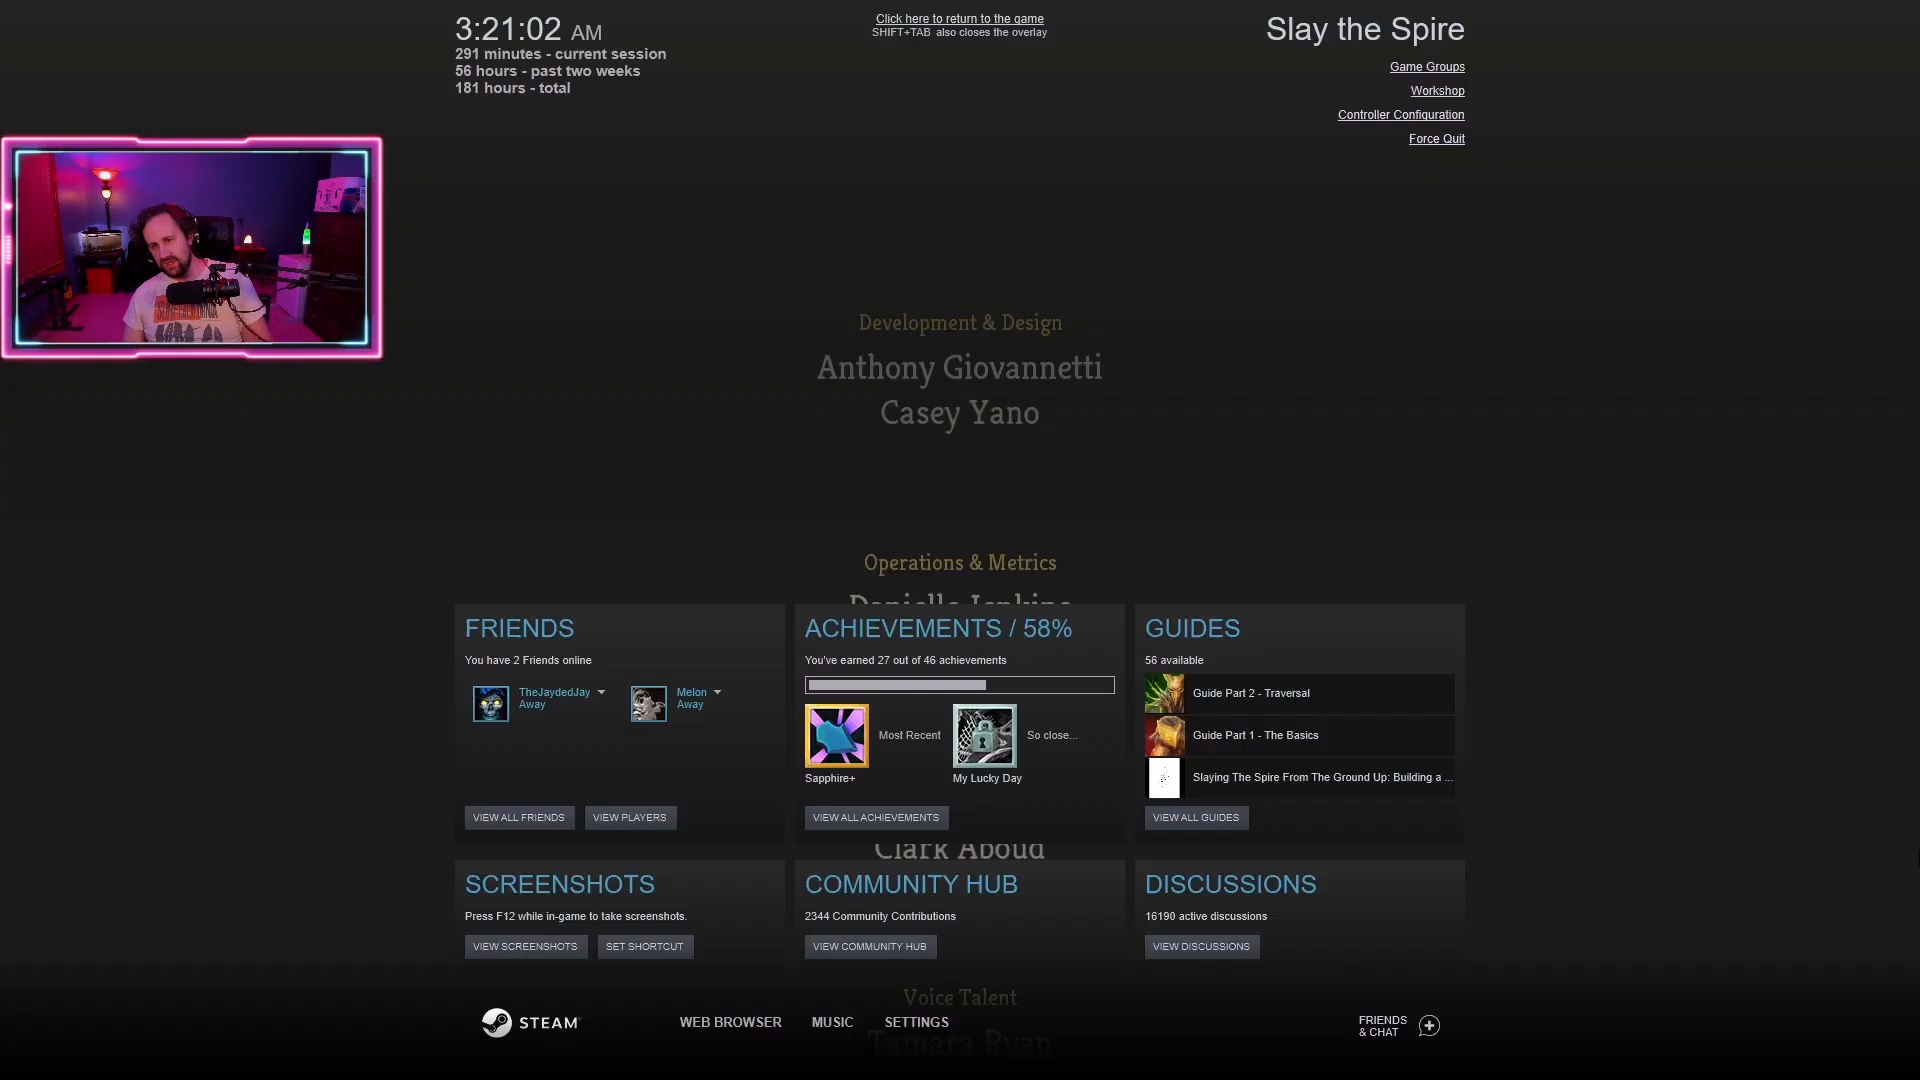 3:21:02 AM
291 minutes - current session
56 hours - past two weeks
181 hours - total
Click here to return to the game
SHIFT+TAB also closes the overlay
Slay the Spire
Game Groups
Workshop
Controller Configuration
Force Quit
Development & Design
Anthony Giovannetti
Casey Yano
Operations & Metrics
Danielle Jenkins
FRIENDS
You have 2 Friends online
TheJaydedJay
Away
Melon
Away
VIEW ALL FRIENDS
VIEW PLAYERS
ACHIEVEMENTS / 58%
You've earned 27 out of 46 achievements
Most Recent
So close...
Sapphire+
My Lucky Day
VIEW ALL ACHIEVEMENTS
GUIDES
56 available
Guide Part 2 - Traversal
Guide Part 1 - The Basics
Slaying The Spire From The Ground Up: Building a ...
VIEW ALL GUIDES
Clark Aboud
SCREENSHOTS
Press F12 while in-game to take screenshots.
VIEW SCREENSHOTS
SET SHORTCUT
COMMUNITY HUB
2344 Community Contributions
VIEW COMMUNITY HUB
DISCUSSIONS
16190 active discussions
VIEW DISCUSSIONS
Voice Talent
Tamara Ryan
STEAM
WEB BROWSER
MUSIC
SETTINGS
FRIENDS
& CHAT